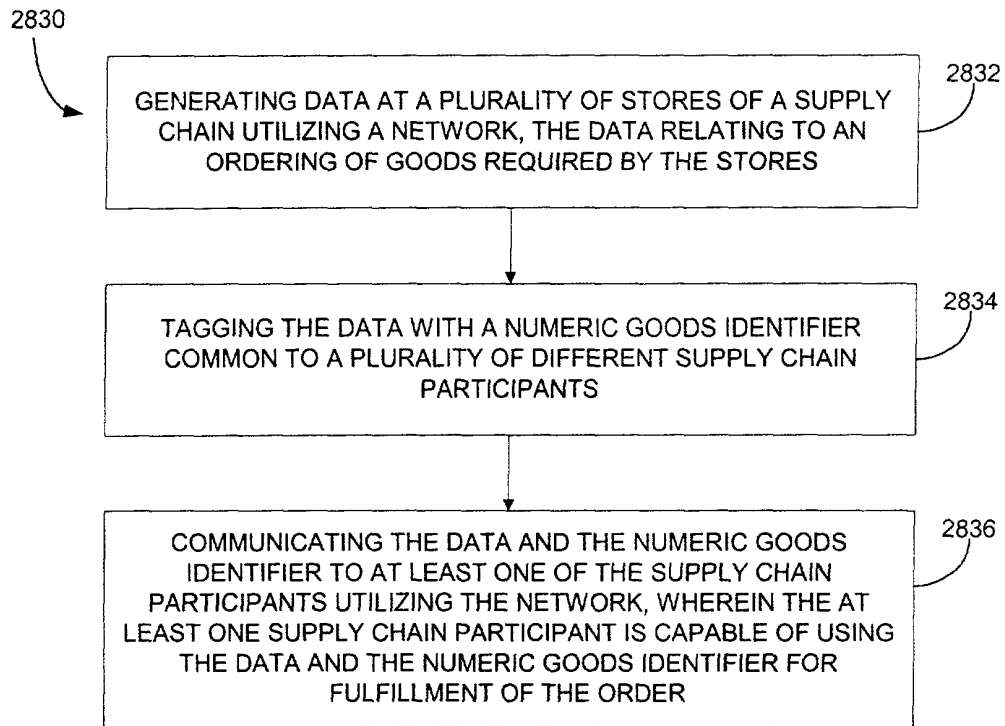 2830
GENERATING DATA AT A PLURALITY OF STORES OF A SUPPLY
CHAIN UTILIZING A NETWORK, THE DATA RELATING TO AN
ORDERING OF GOODS REQUIRED BY THE STORES
2832
TAGGING THE DATA WITH A NUMERIC GOODS IDENTIFIER
COMMON TO A PLURALITY OF DIFFERENT SUPPLY CHAIN
PARTICIPANTS
2834
COMMUNICATING THE DATA AND THE NUMERIC GOODS
IDENTIFIER TO AT LEAST ONE OF THE SUPPLY CHAIN
PARTICIPANTS UTILIZING THE NETWORK, WHEREIN THE AT
LEAST ONE SUPPLY CHAIN PARTICIPANT IS CAPABLE OF USING
THE DATA AND THE NUMERIC GOODS IDENTIFIER FOR
FULFILLMENT OF THE ORDER
2836